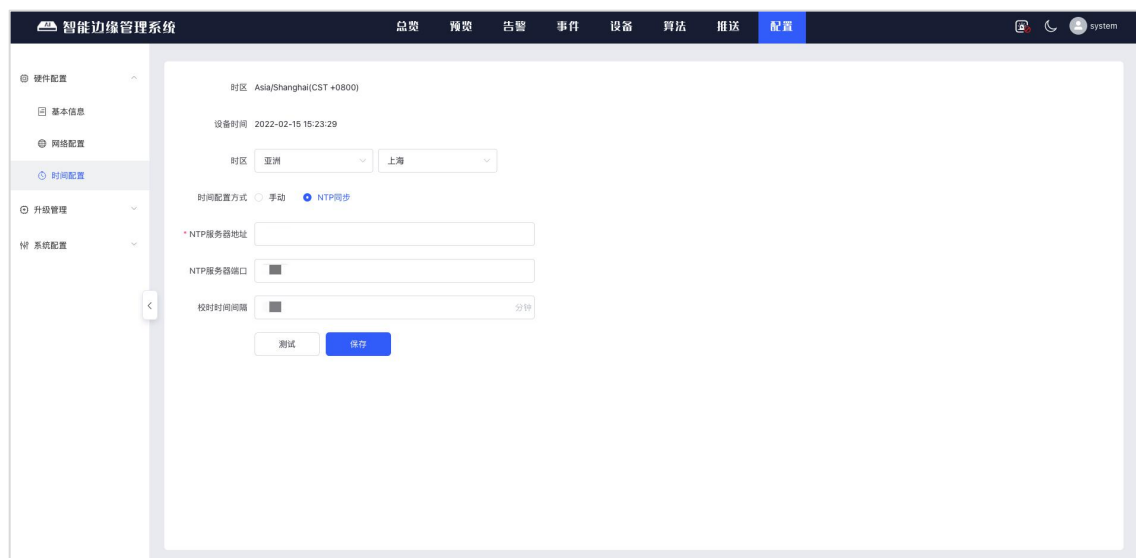 智能边缘管理系统 总览 预览 告警 事件 设备 算法 推送 配置 system
硬件配置
基本信息
网络配置
时间配置
升级管理
系统配置
时区 Asia/Shanghai(CST +0800)
设备时间 2022-02-15 15:23:29
时区 亚洲 上海
时间配置方式 手动 NTP同步
* NTP服务器地址
NTP服务器端口
校时时间间隔 分钟
测试 保存